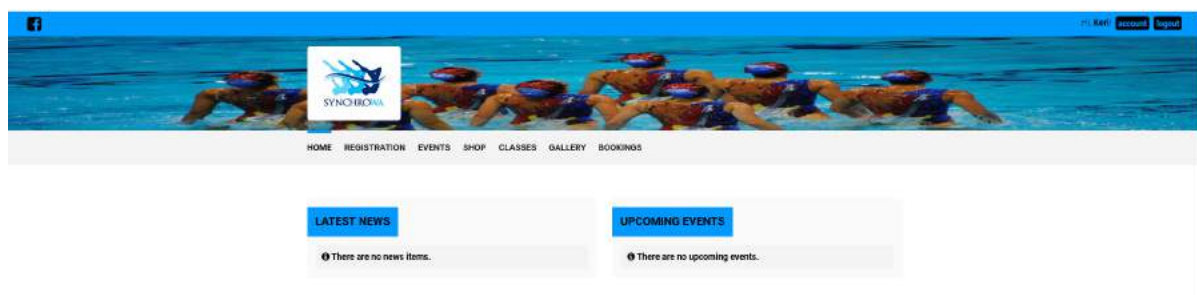 Hi, Keri! account logout
SYNCHROWA
HOME REGISTRATION EVENTS SHOP CLASSES GALLERY BOOKINGS
LATEST NEWS
There are no news items.
UPCOMING EVENTS
There are no upcoming events.